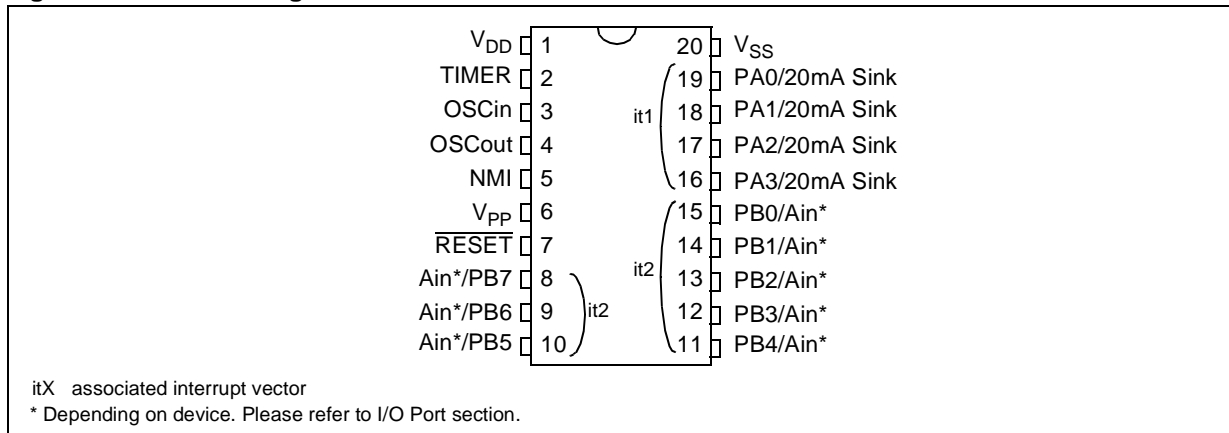 V_DD 1 20 V_SS
TIMER 2 19 PA0/20mA Sink
OSCin 3 it1 18 PA1/20mA Sink
OSCout 4 17 PA2/20mA Sink
NMI 5 16 PA3/20mA Sink
V_PP 6 15 PB0/Ain*
RESET 7 14 PB1/Ain*
Ain*/PB7 8 it2 13 PB2/Ain*
Ain*/PB6 9 it2 12 PB3/Ain*
Ain*/PB5 10 11 PB4/Ain*
itX associated interrupt vector
* Depending on device. Please refer to I/O Port section.